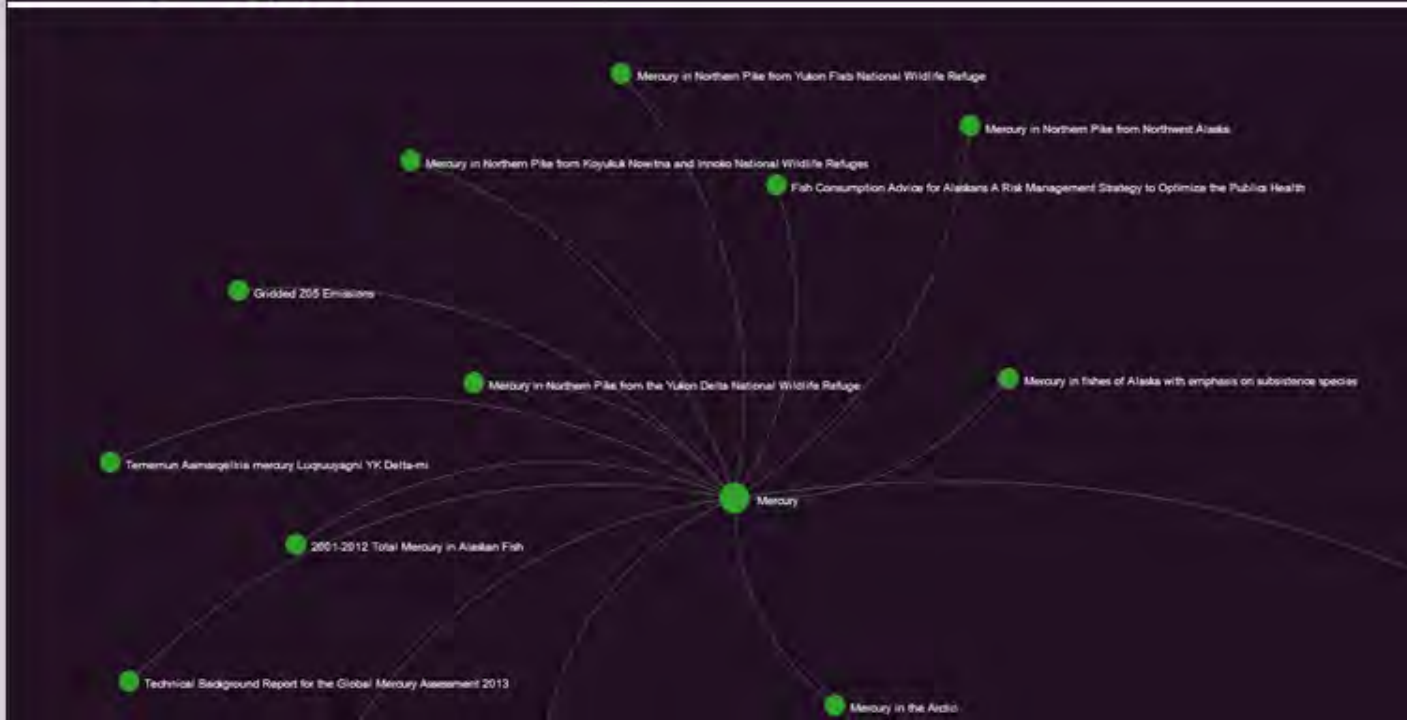 Mercury in Northern Pike from Yukon Flats National Wildlife Refuge
Mercury in Northern Pike from Northwest Alaska
Mercury in Northern Pike from Koyukuk Nowitna and Innoko National Wildlife Refuges
Fish Consumption Advice for Alaskans A Risk Management Strategy to Optimize the Publics Health
Gridded 205 Emissions
Mercury in Northern Pike from the Yukon Delta National Wildlife Refuge
Mercury in fishes of Alaska with emphasis on subsistence species
mercury YK Delta-mi
Mercury
2001-2012 Total Mercury in Alaskan Fish
Technical Background Report for the Global Mercury Assessment 2013
Mercury in the Arctic